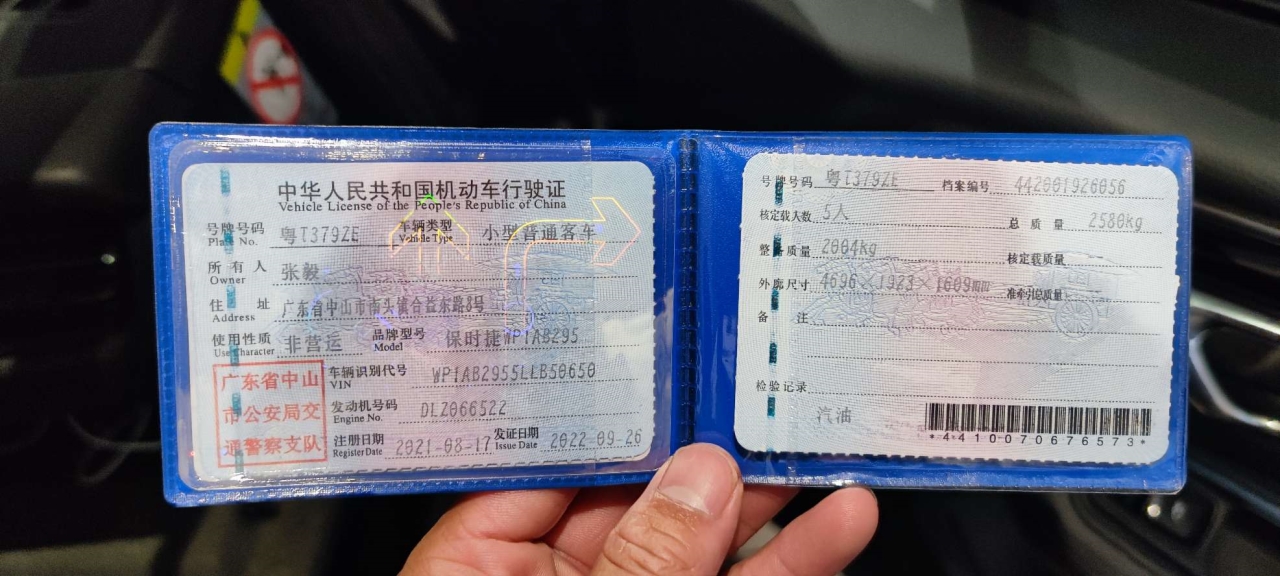 中华人民共和国机动车行驶证
Vehicle License of the People's Republic of China
号牌号码 粤T379ZE 车辆类型 小型普通客车
Plate No. Vehicle Type
所有人 张毅
Owner
住址 广东省中山市南头镇合益东路8号
Address
使用性质 非营运 品牌型号 保时捷WP1AB295
Use Character Model
广东省中山
市公安局交
通警察支队
车辆识别代号 WP1AB2955LLB50650
VIN
发动机号码 DLZ066522
Engine No.
注册日期 2021-08-17 发证日期 2022-09-26
Register Date Issue Date
号牌号码 粤T379ZE 档案编号 442001926056
核定载人数 5人 总质量 2580kg
整备质量 2004kg 核定载质量
外廓尺寸 4696×1923×1609mm 准牵引总质量
备注
检验记录
汽油
*4410070676573*